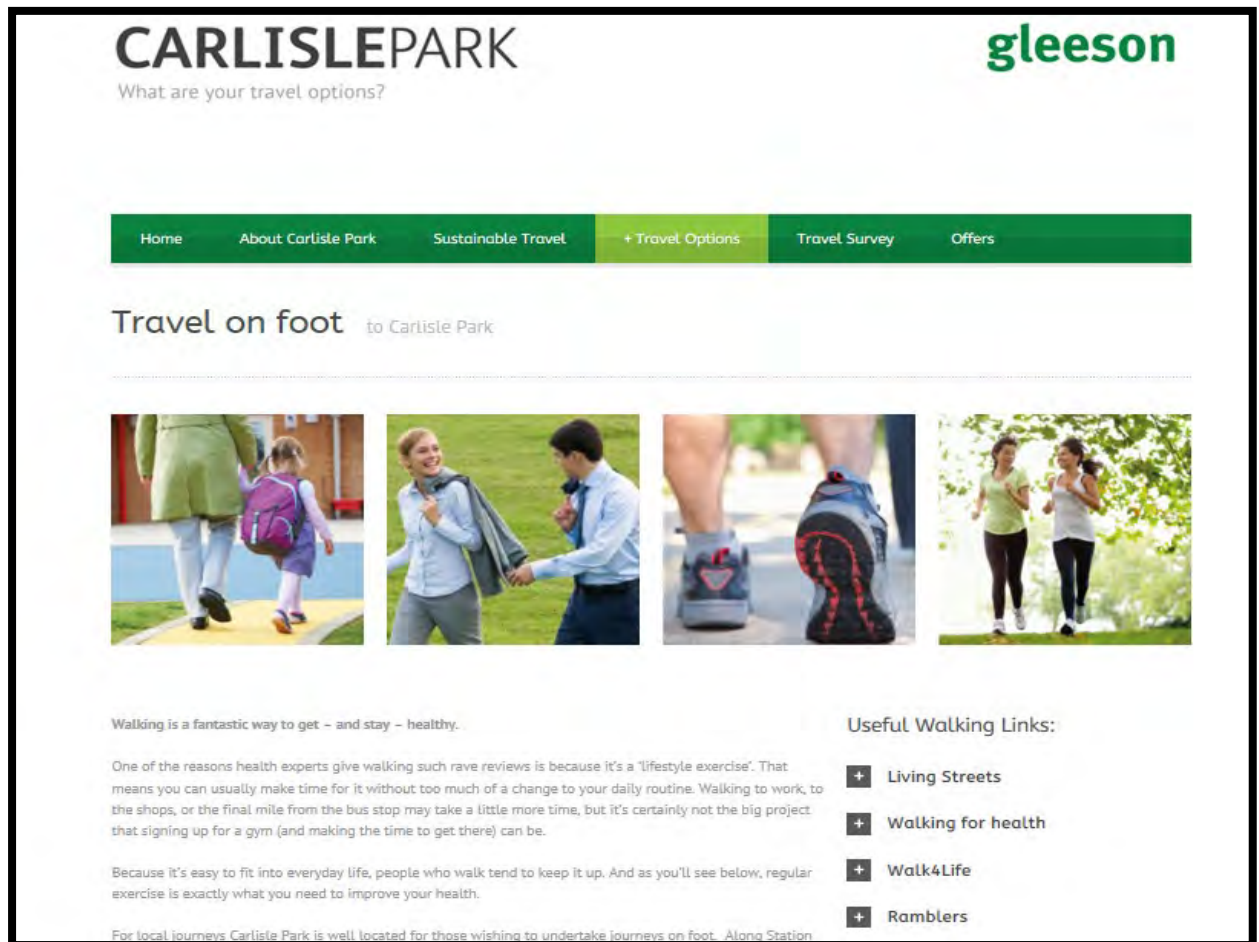 CARLISLEPARK
gleeson
What are your travel options?
Home About Carlisle Park Sustainable Travel + Travel Options Travel Survey Offers
Travel on foot to Carlisle Park
Walking is a fantastic way to get – and stay – healthy.
One of the reasons health experts give walking such rave reviews is because it's a 'lifestyle exercise'. That
means you can usually make time for it without too much of a change to your daily routine. Walking to work, to
the shops, or the final mile from the bus stop may take a little more time, but it's certainly not the big project
that signing up for a gym (and making the time to get there) can be.
Because it's easy to fit into everyday life, people who walk tend to keep it up. And as you'll see below, regular
exercise is exactly what you need to improve your health.
For local journeys Carlisle Park is well located for those wishing to undertake journeys on foot. Along Station
Useful Walking Links:
+ Living Streets
+ Walking for health
+ Walk4Life
+ Ramblers